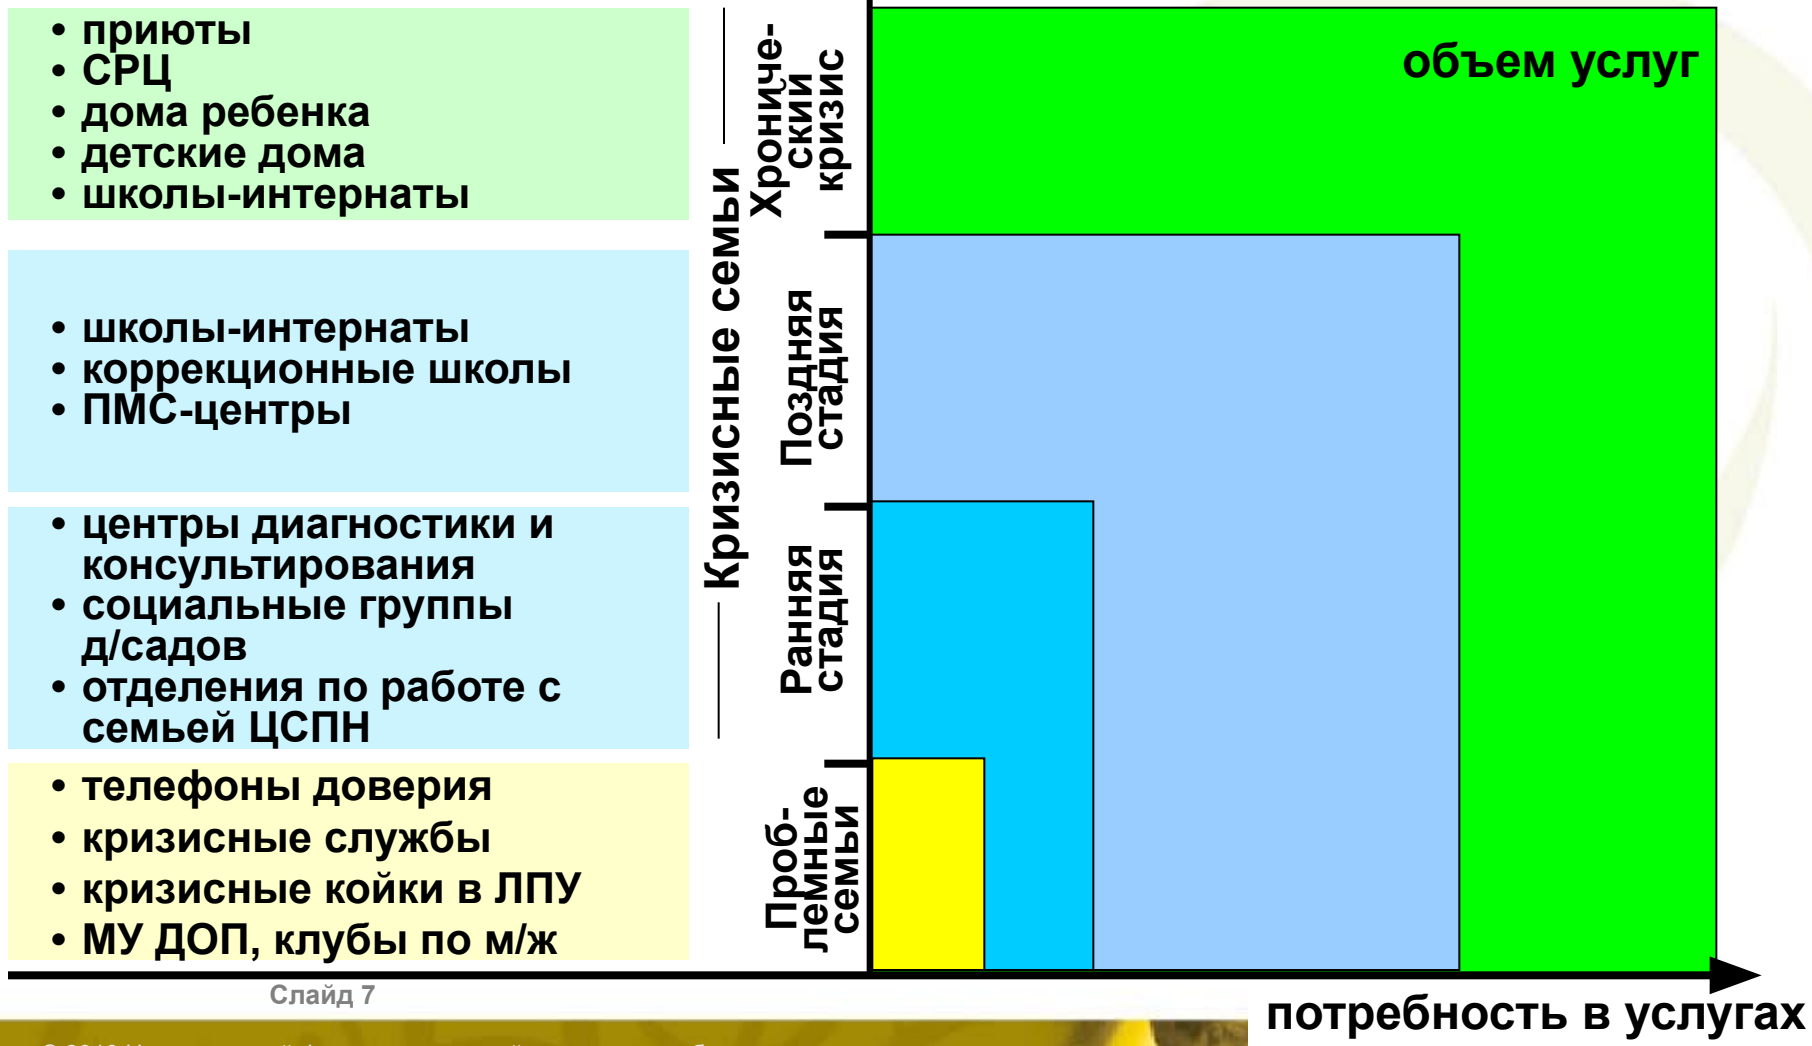 • приюты
• СРЦ
• дома ребенка
• детские дома
• школы-интернаты
• школы-интернаты
• коррекционные школы
• ПМС-центры
• центры диагностики и
консультирования
• социальные группы
д/садов
• отделения по работе с
семьей ЦСПН
• телефоны доверия
• кризисные службы
• кризисные койки в ЛПУ
• МУ ДОП, клубы по м/ж
Кризисные семьи
Хрониче-
ский
кризис
Поздняя
стадия
Ранняя
стадия
Проб-
лемные
семьи
объем услуг
потребность в услугах
Слайд 7